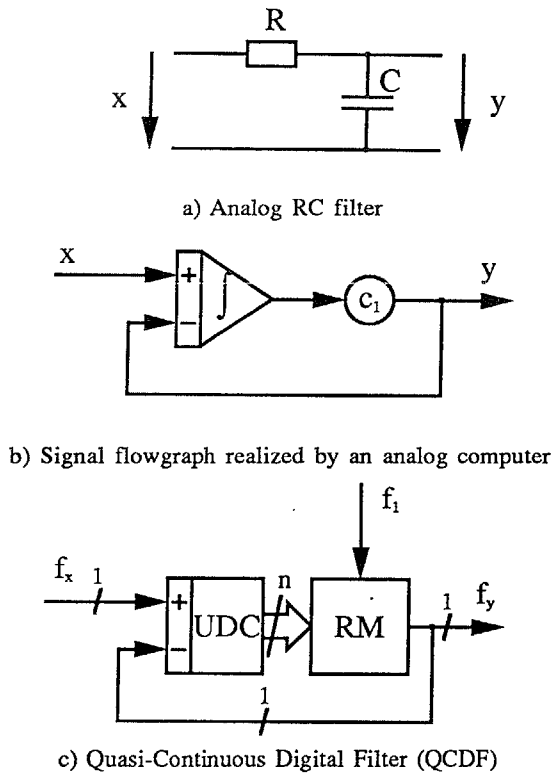 R
x
C
y
a) Analog RC filter
x
+
∫
−
c₁
y
b) Signal flowgraph realized by an analog computer
f₁
fₓ 1
+
−
UDC
n
RM
1
f_y
1
c) Quasi-Continuous Digital Filter (QCDF)